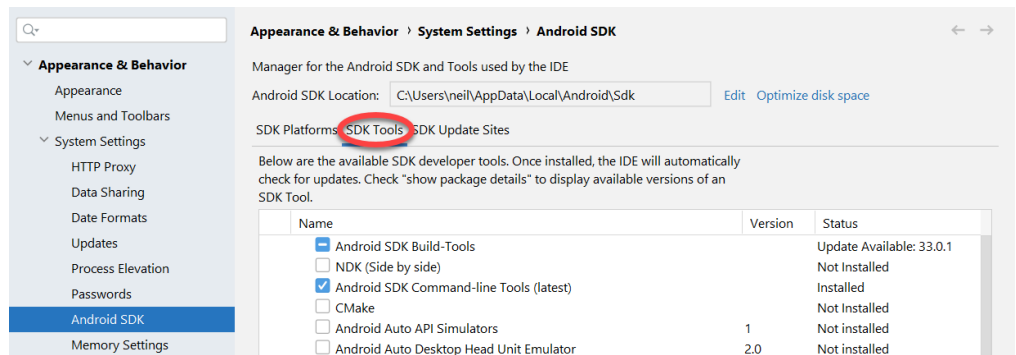 Appearance & Behavior › System Settings › Android SDK
Appearance & Behavior
Appearance
Menus and Toolbars
System Settings
HTTP Proxy
Data Sharing
Date Formats
Updates
Process Elevation
Passwords
Android SDK
Memory Settings
Manager for the Android SDK and Tools used by the IDE
Android SDK Location: C:\Users\neil\AppData\Local\Android\Sdk Edit Optimize disk space
SDK Platforms SDK Tools SDK Update Sites
Below are the available SDK developer tools. Once installed, the IDE will automatically
check for updates. Check "show package details" to display available versions of an
SDK Tool.
Name Version Status
Android SDK Build-Tools Update Available: 33.0.1
NDK (Side by side) Not Installed
Android SDK Command-line Tools (latest) Installed
CMake Not Installed
Android Auto API Simulators 1 Not installed
Android Auto Desktop Head Unit Emulator 2.0 Not installed